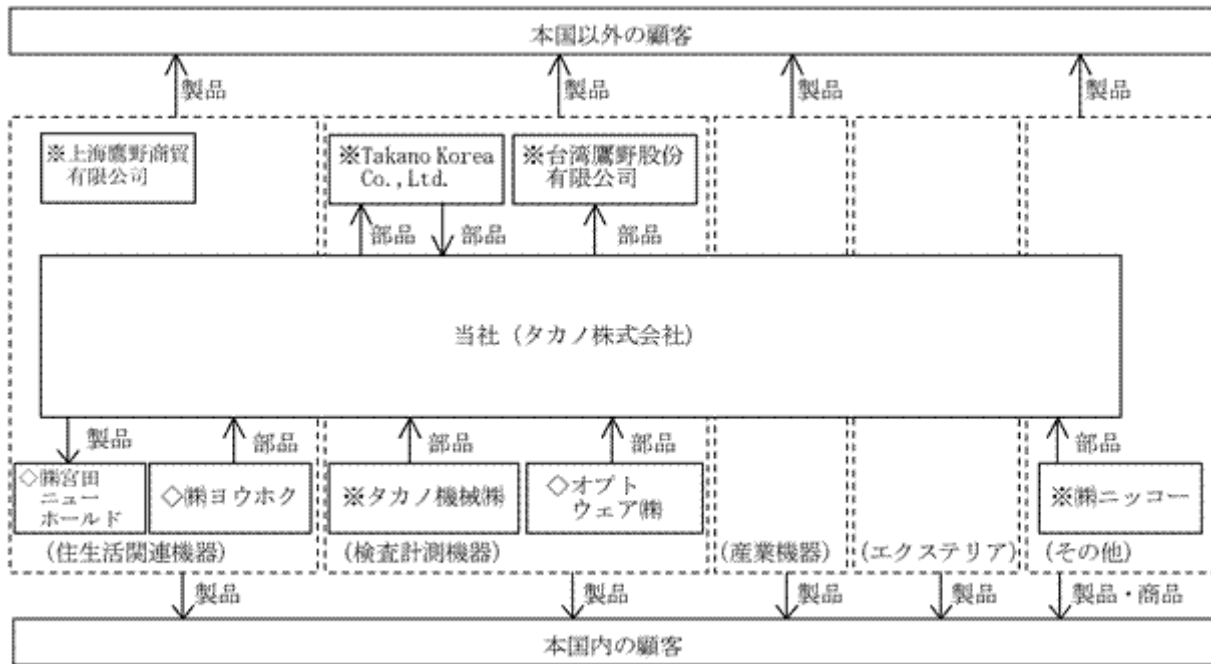 本国以外の顧客
製品
製品
製品
製品
※上海鷹野商貿
有限公司
※Takano Korea
Co.,Ltd.
※台湾鷹野股份
有限公司
部品
部品
部品
当社（タカノ株式会社）
製品
部品
部品
部品
部品
◇㈱宮田
ニュー
ホールド
◇㈱ヨウホク
※タカノ機械㈱
◇オプト
ウェア㈱
※㈱ニッコー
(住生活関連機器)
(検査計測機器)
(産業機器)
(エクステリア)
(その他)
製品
製品
製品
製品
製品・商品
本国内の顧客